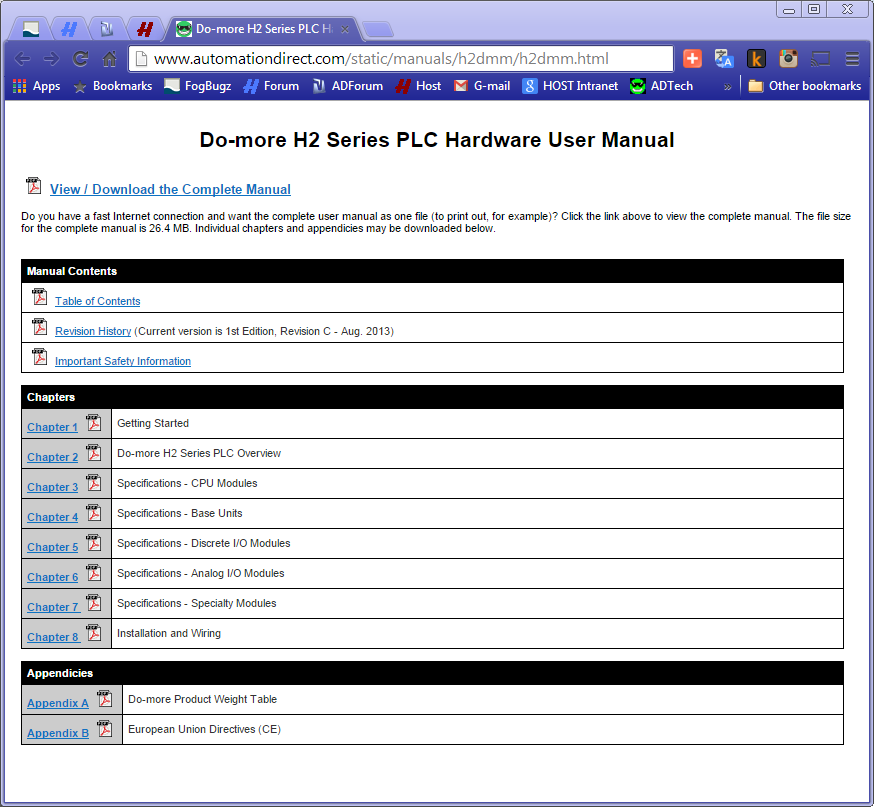 Do-more H2 Series PLC H
www.automationdirect.com/static/manuals/h2dmm/h2dmm.html
Apps Bookmarks FogBugz Forum ADForum Host G-mail HOST Intranet ADTech » Other bookmarks
Do-more H2 Series PLC Hardware User Manual
View / Download the Complete Manual
Do you have a fast Internet connection and want the complete user manual as one file (to print out, for example)? Click the link above to view the complete manual. The file size
for the complete manual is 26.4 MB. Individual chapters and appendicies may be downloaded below.
Manual Contents
Table of Contents
Revision History (Current version is 1st Edition, Revision C - Aug. 2013)
Important Safety Information
Chapters
Chapter 1 Getting Started
Chapter 2 Do-more H2 Series PLC Overview
Chapter 3 Specifications - CPU Modules
Chapter 4 Specifications - Base Units
Chapter 5 Specifications - Discrete I/O Modules
Chapter 6 Specifications - Analog I/O Modules
Chapter 7 Specifications - Specialty Modules
Chapter 8 Installation and Wiring
Appendicies
Appendix A Do-more Product Weight Table
Appendix B European Union Directives (CE)